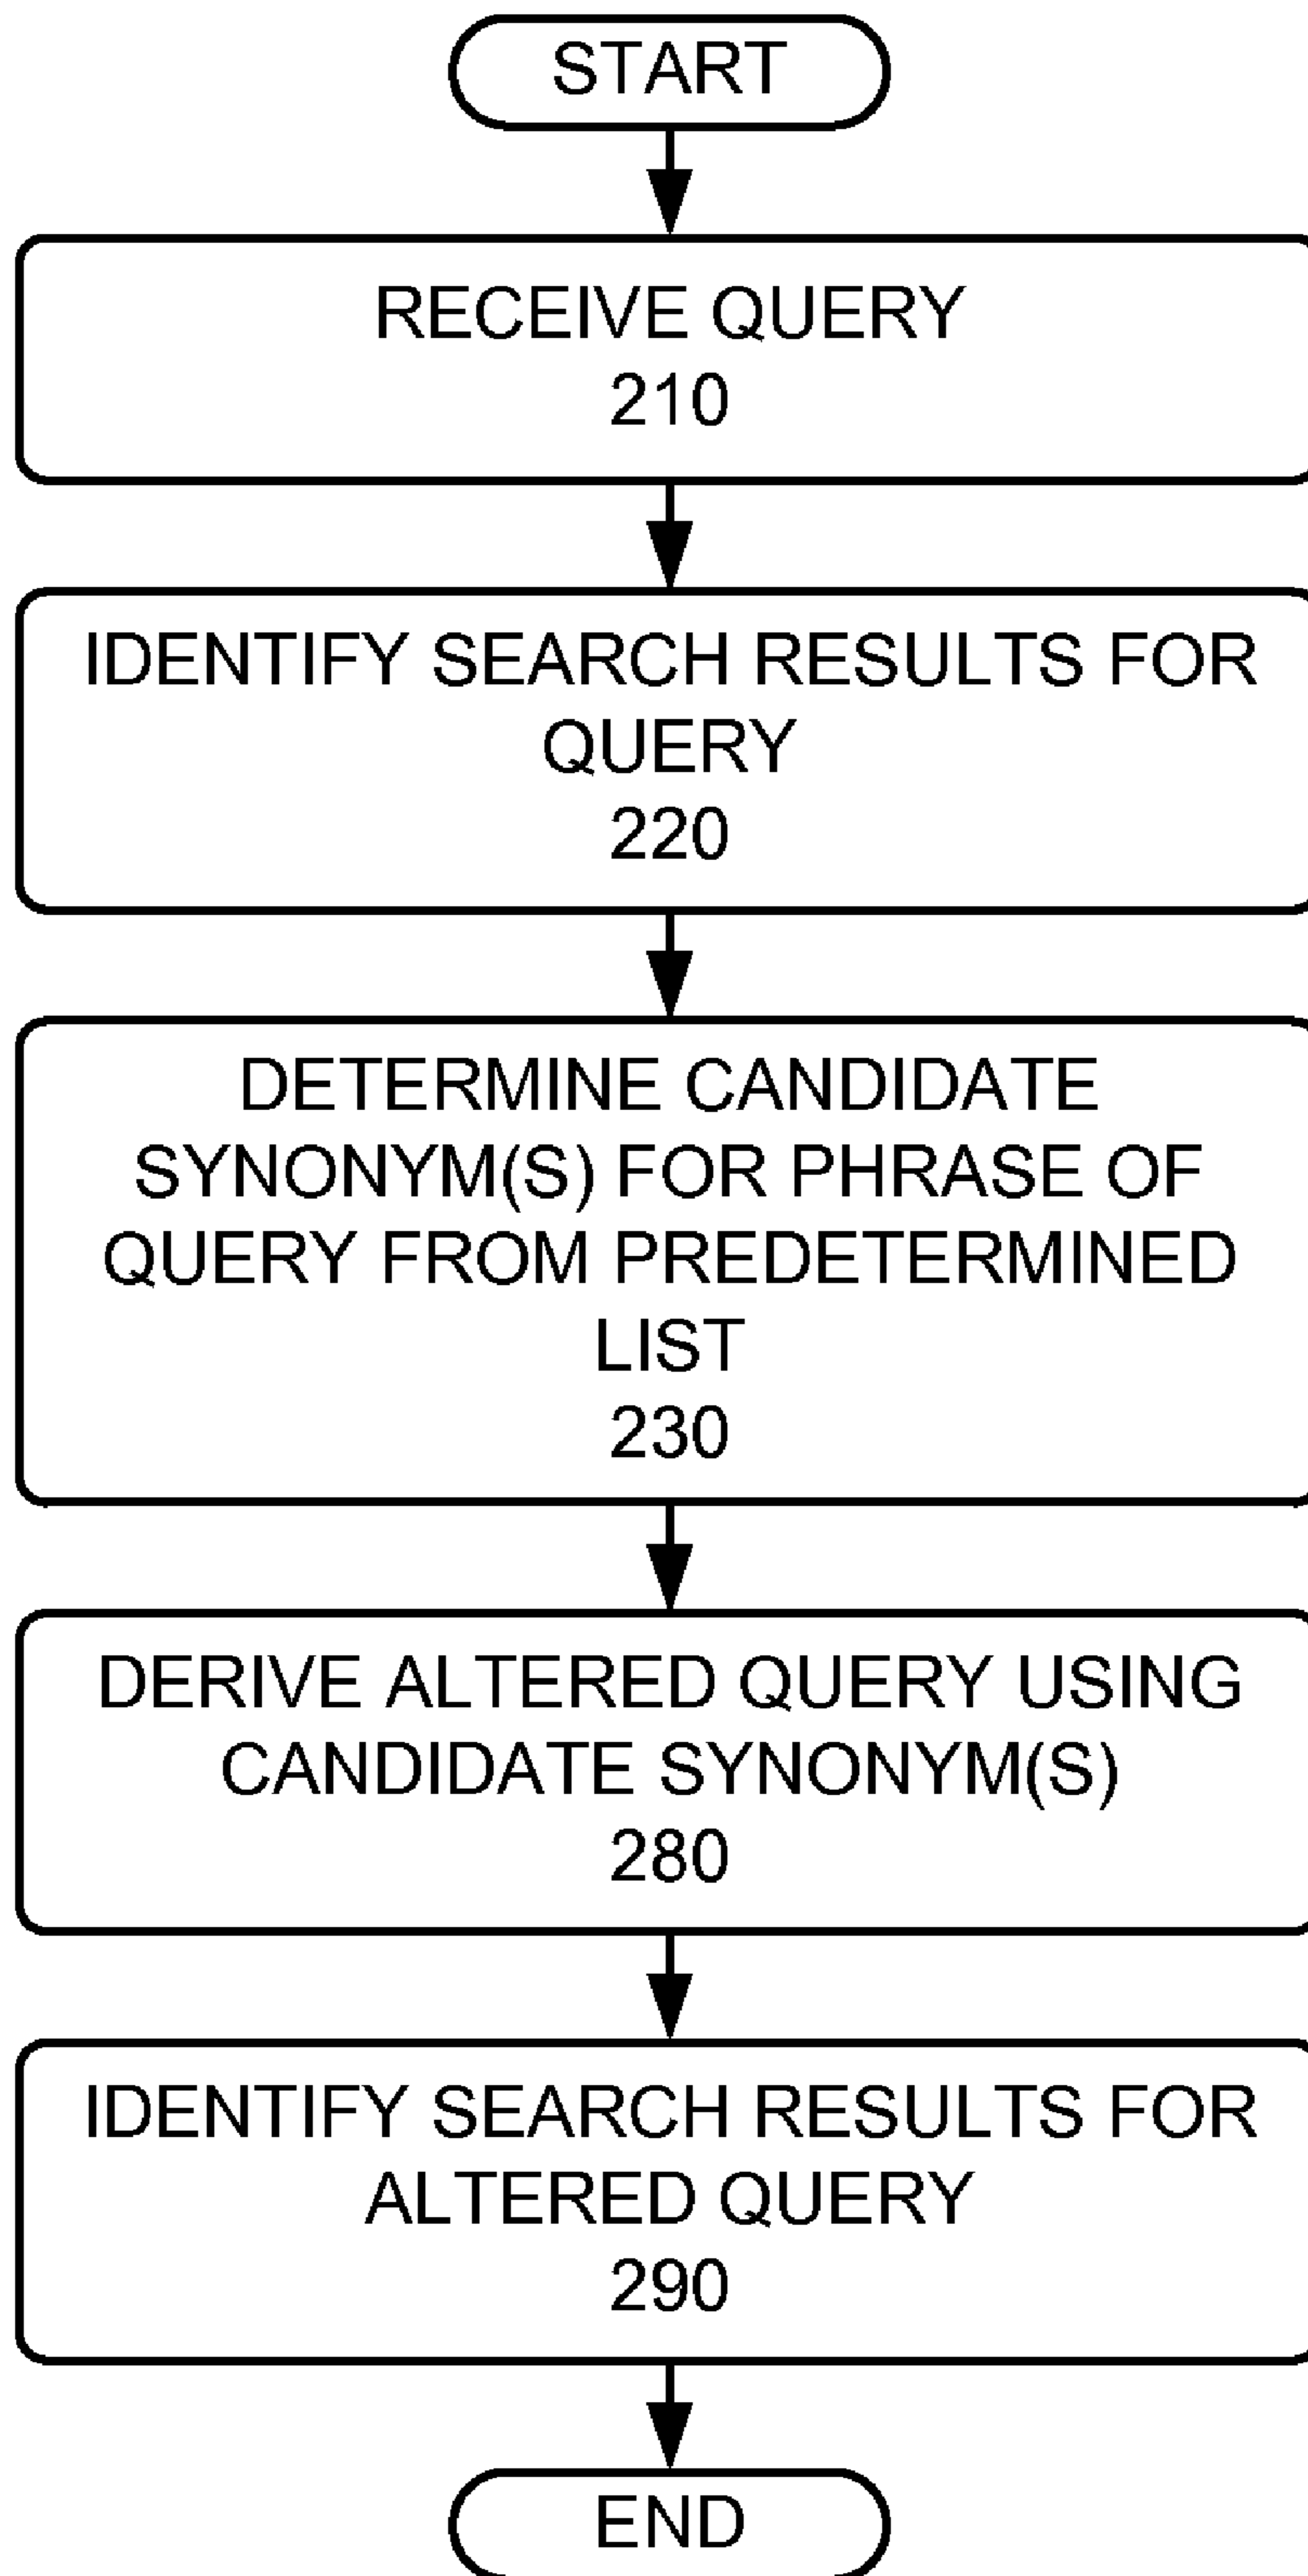 START
RECEIVE QUERY
210
IDENTIFY SEARCH RESULTS FOR
QUERY
220
DETERMINE CANDIDATE
SYNONYM(S) FOR PHRASE OF
QUERY FROM PREDETERMINED
LIST
230
DERIVE ALTERED QUERY USING
CANDIDATE SYNONYM(S)
280
IDENTIFY SEARCH RESULTS FOR
ALTERED QUERY
290
END